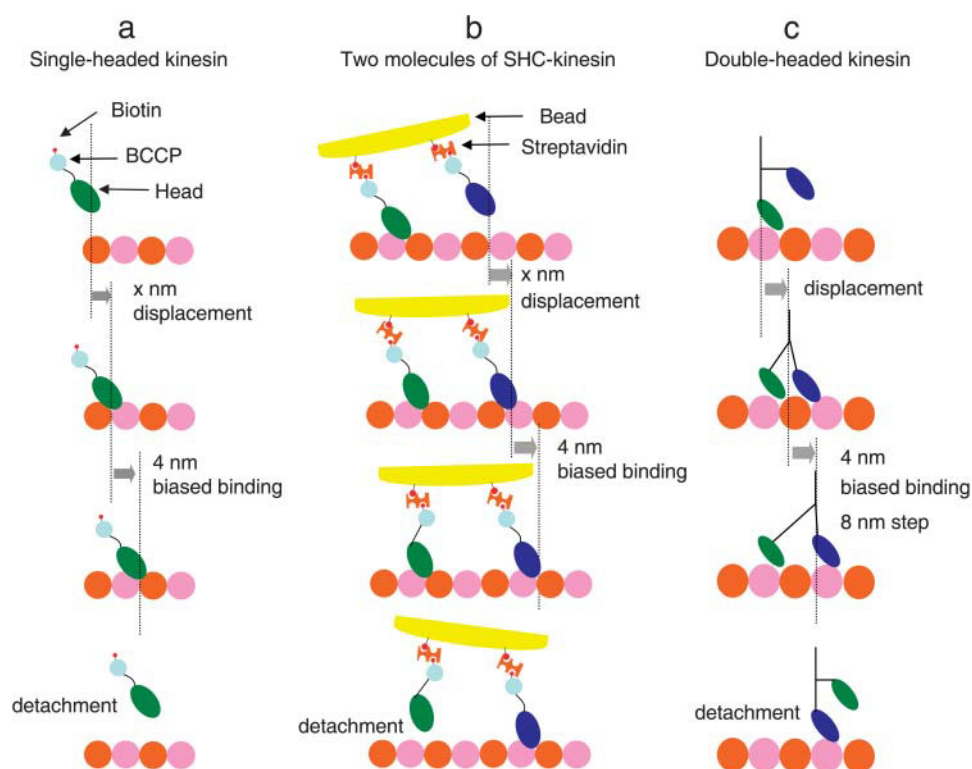 a
Single-headed kinesin
Biotin
BCCP
Head
x nm
displacement
4 nm
biased binding
detachment
b
Two molecules of SHC-kinesin
Bead
Streptavidin
x nm
displacement
4 nm
biased binding
detachment
c
Double-headed kinesin
displacement
4 nm
biased binding
8 nm step
detachment